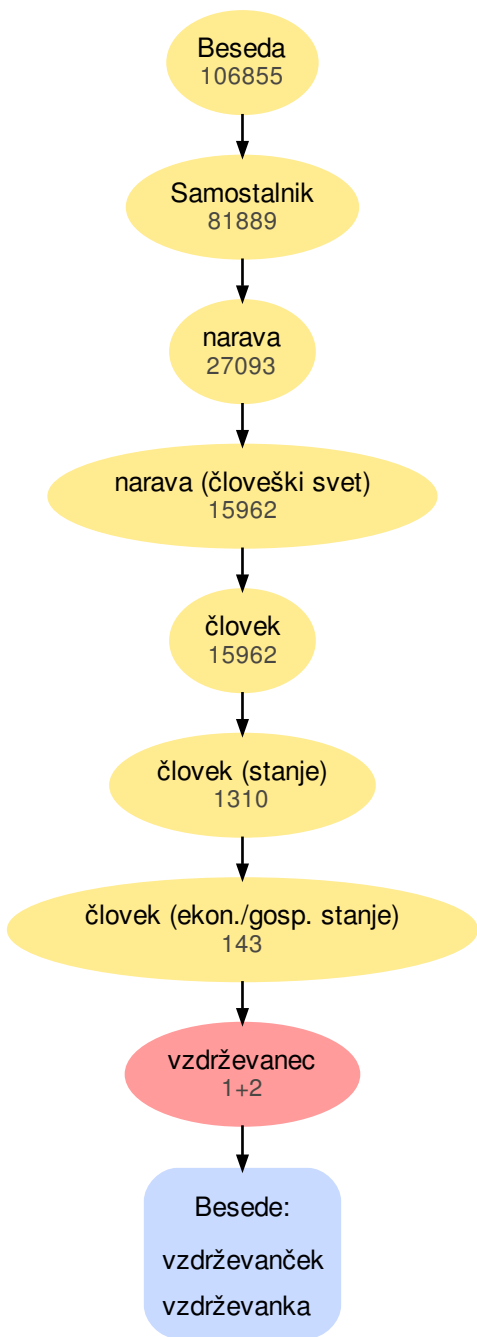 Beseda
106855
Samostalnik
81889
narava
27093
narava (človeški svet)
15962
človek
15962
človek (stanje)
1310
človek (ekon./gosp. stanje)
143
vzdrževanec
1+2
Besede:
vzdrževanček
vzdrževanka